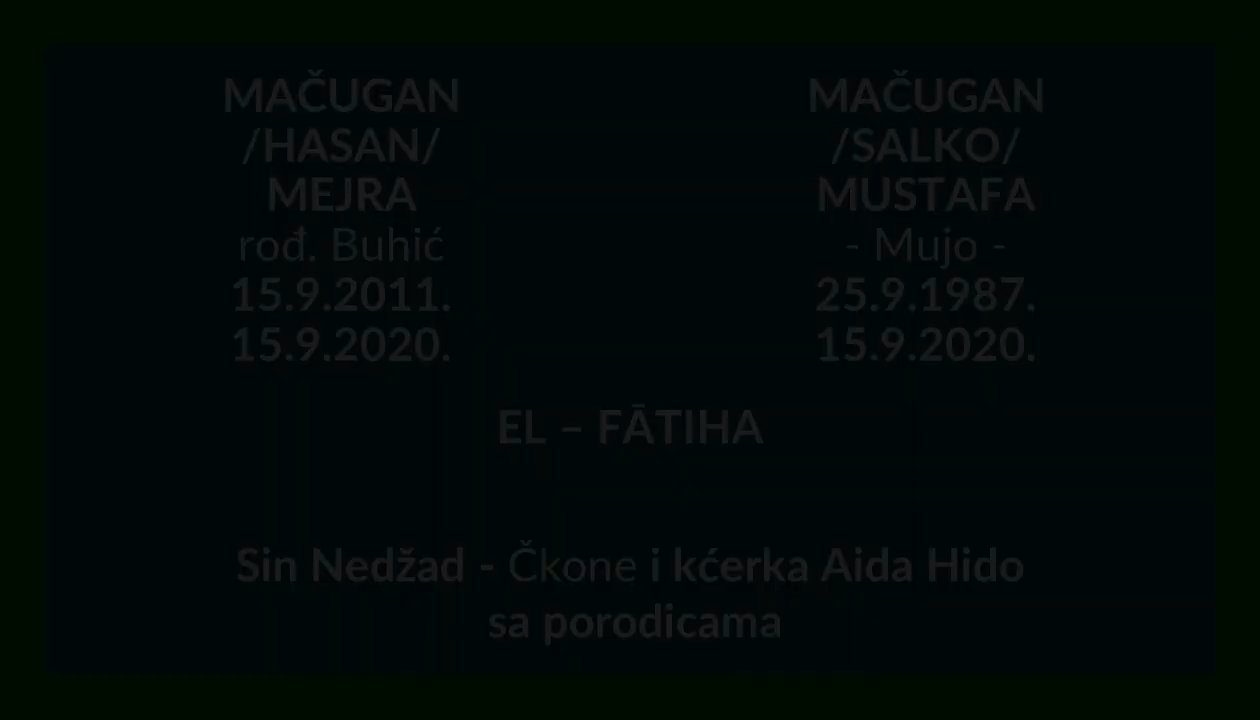 MAČUGAN
/HASAN/
MEJRA
rođ. Buhić
15.9.2011.
15.9.2020.
MAČUGAN
/SALKO/
MUSTAFA
- Mujo -
25.9.1987.
15.9.2020.
EL – FĀTIHA
Sin Nedžad - Čkone i kćerka Aida Hido
sa porodicama